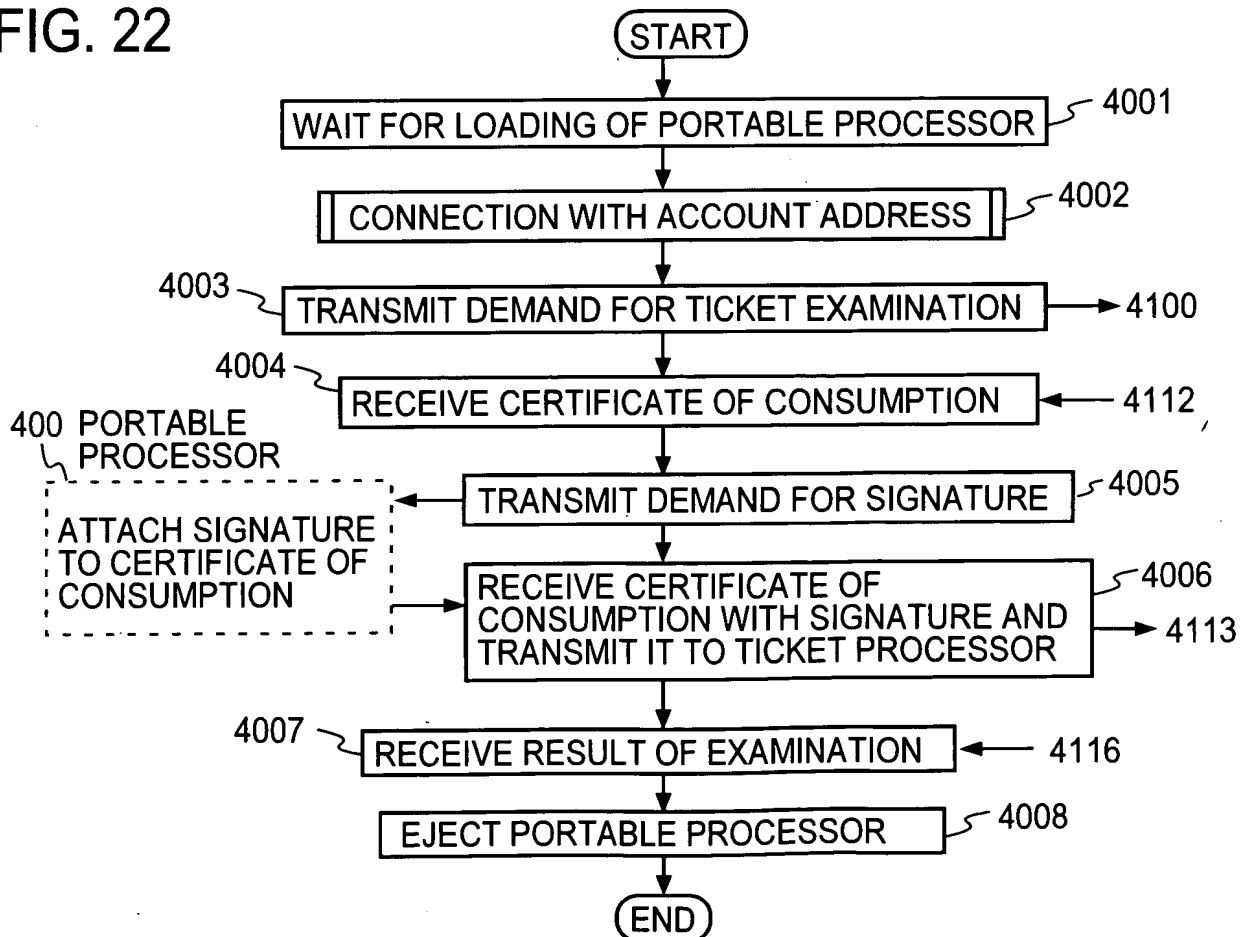 FIG. 22
START
WAIT FOR LOADING OF PORTABLE PROCESSOR
4001
CONNECTION WITH ACCOUNT ADDRESS
4002
4003
TRANSMIT DEMAND FOR TICKET EXAMINATION
4100
4004
RECEIVE CERTIFICATE OF CONSUMPTION
4112
400 PORTABLE
PROCESSOR
TRANSMIT DEMAND FOR SIGNATURE
4005
ATTACH SIGNATURE
TO CERTIFICATE OF
CONSUMPTION
RECEIVE CERTIFICATE OF
CONSUMPTION WITH SIGNATURE AND
TRANSMIT IT TO TICKET PROCESSOR
4006
4113
4007
RECEIVE RESULT OF EXAMINATION
4116
EJECT PORTABLE PROCESSOR
4008
END